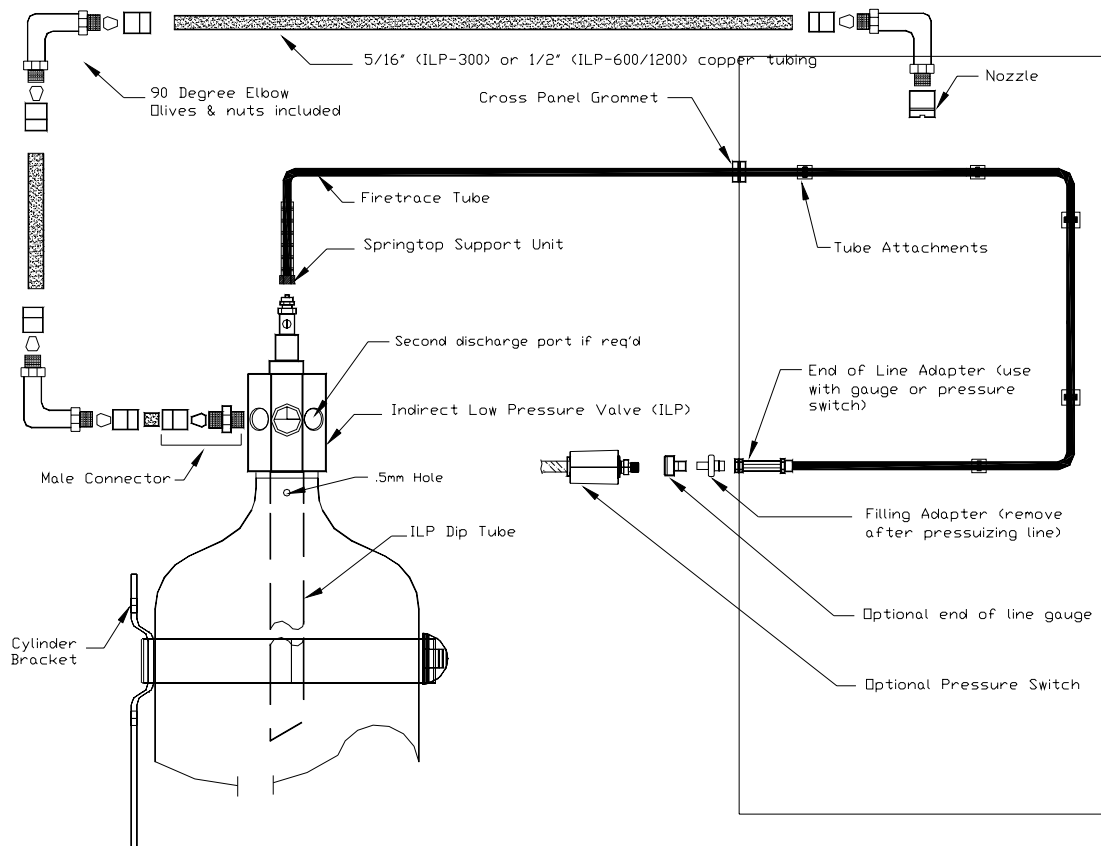 5/16" (ILP-300) or 1/2" (ILP-600/1200) copper tubing
90 Degree Elbow
Olives & nuts included
Cross Panel Grommet
Nozzle
Firetrace Tube
Springtop Support Unit
Tube Attachments
Second discharge port if req'd
Indirect Low Pressure Valve (ILP)
End of Line Adapter (use
with gauge or pressure
switch)
Male Connector
.5mm Hole
ILP Dip Tube
Filling Adapter (remove
after pressuizing line)
Optional end of line gauge
Cylinder
Bracket
Optional Pressure Switch